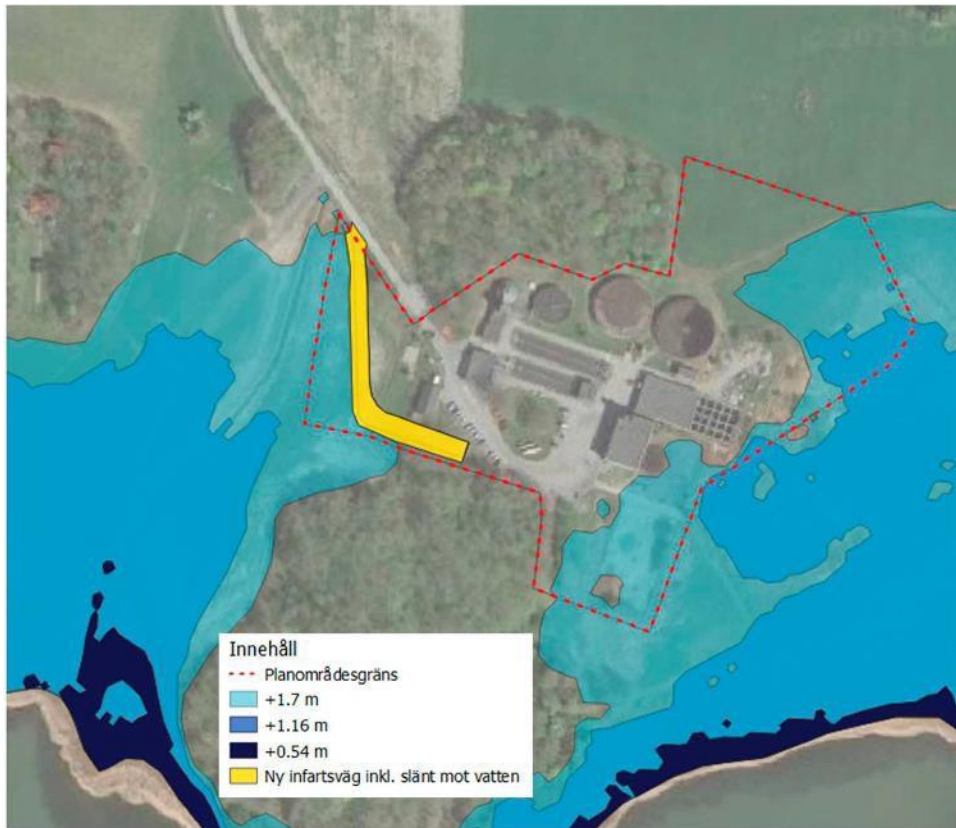 Innehåll
Planområdesgräns
+1.7 m
+1.16 m
+0.54 m
Ny infartsväg inkl. slänt mot vatten